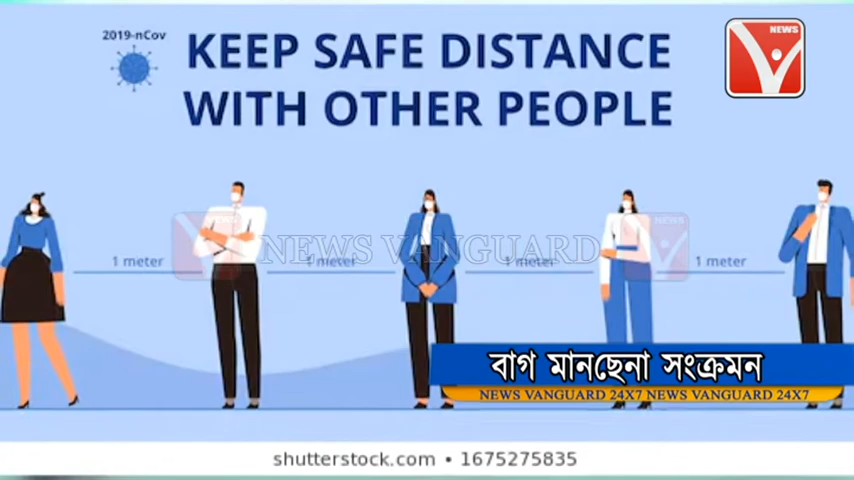 2019-nCov
KEEP SAFE DISTANCE
WITH OTHER PEOPLE
NEWS
NEWS VANGUARD
NEWS
1 meter
1 meter
1 meter
1 meter
বাগ মানছেনা সংক্রমন
NEWS VANGUARD 24X7 NEWS VANGUARD 24X7
shutterstock.com • 1675275835